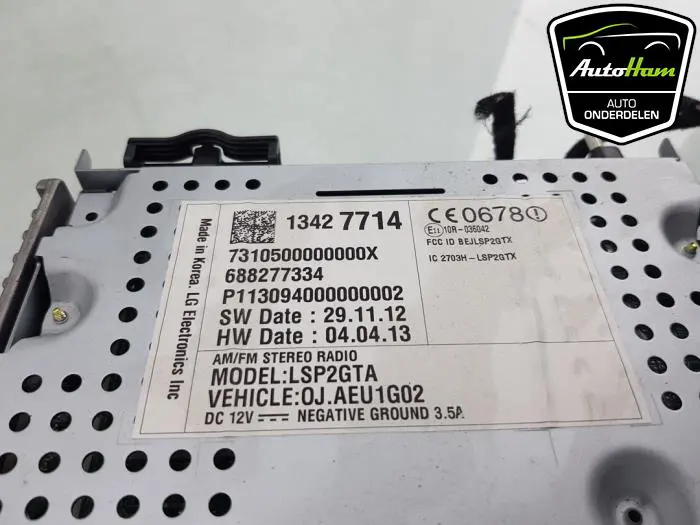 AutoHam
AUTO
ONDERDELEN
1342 7714
7310500000000X
688277334
P113094000000002
SW Date : 29.11.12
HW Date : 04.04.13
CE0678!
E11 10R-036042
FCC ID BEJLSP2GTX
IC 2703H-LSP2GTX
Made in Korea. LG Electronics Inc
AM/FM STEREO RADIO
MODEL:LSP2GTA
VEHICLE:OJ.AEU1G02
DC 12V NEGATIVE GROUND 3.5A